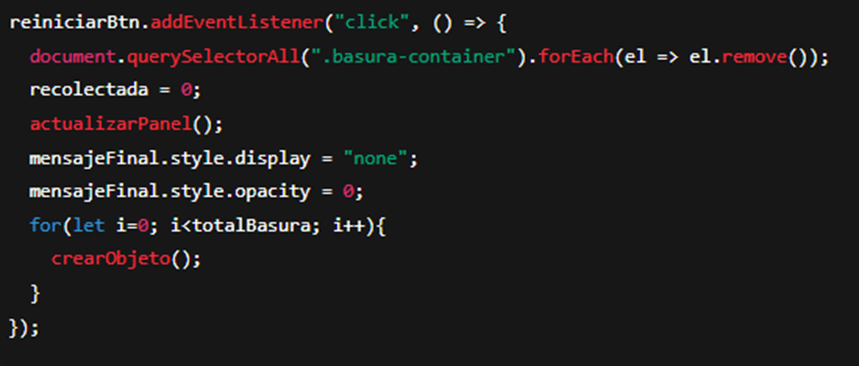 reiniciarBtn.addEventListener("click", () => {
  document.querySelectorAll(".basura-container").forEach(el => el.remove());
  recolectada = 0;
  actualizarPanel();
  mensajeFinal.style.display = "none";
  mensajeFinal.style.opacity = 0;
  for(let i=0; i<totalBasura; i++){
    crearObjeto();
  }
});